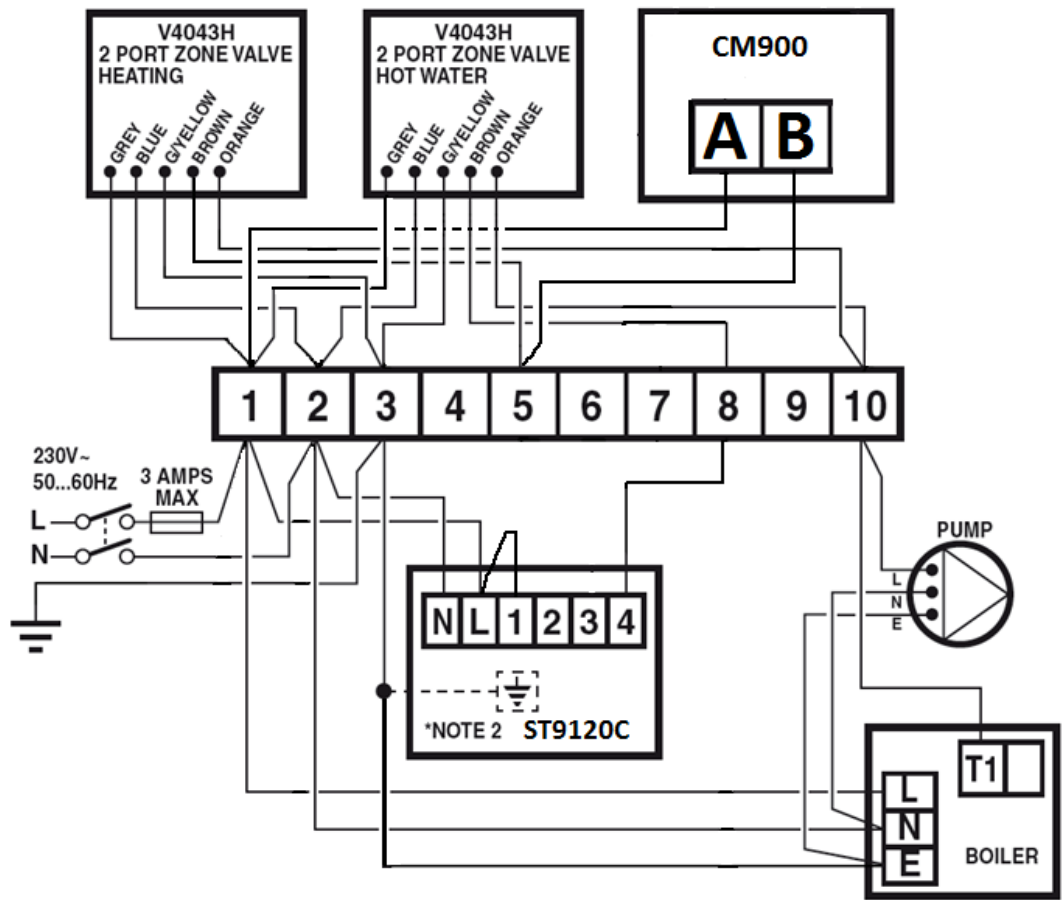 V4043H
2 PORT ZONE VALVE
HEATING
GREY
BLUE
G/YELLOW
BROWN
ORANGE
V4043H
2 PORT ZONE VALVE
HOT WATER
GREY
BLUE
G/YELLOW
BROWN
ORANGE
CM900
A B
1 2 3 4 5 6 7 8 9 10
230V~
50...60Hz
3 AMPS
MAX
L
N
N L 1 2 3 4
*NOTE 2 ST9120C
PUMP
L
N
E
T1
L
N
E
BOILER